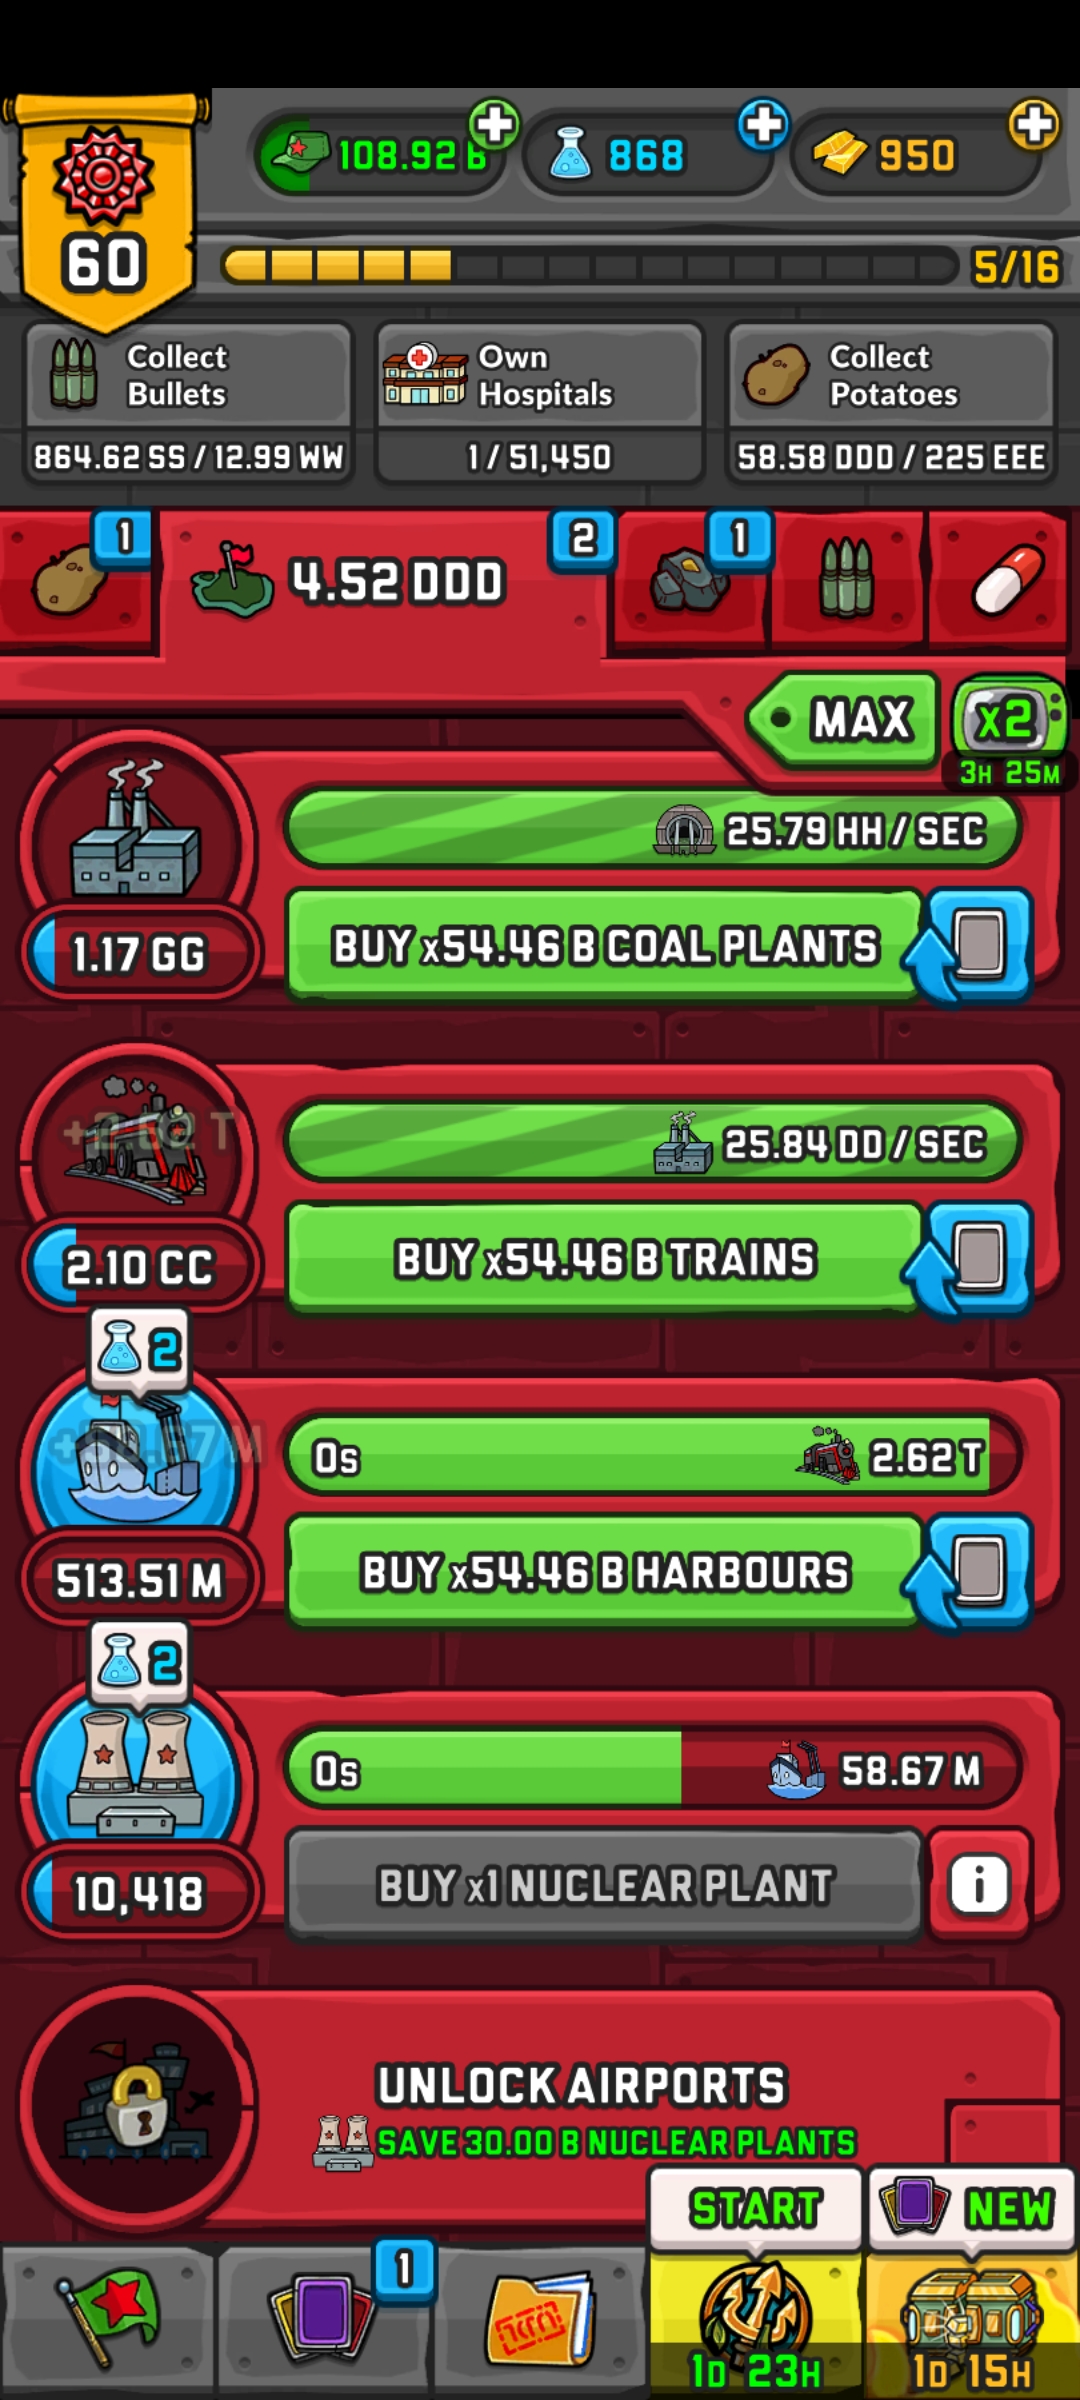 60
108.92 B
868
950
5/16
Collect
Bullets
864.62 SS / 12.99 WW
Own
Hospitals
1 / 51,450
Collect
Potatoes
58.58 DDD / 225 EEE
1
4.52 DDD
2
1
MAX
x2
3H 25M
25.79 HH / SEC
1.17 GG
BUY x54.46 B COAL PLANTS
25.84 DD / SEC
2.10 CC
BUY x54.46 B TRAINS
2
0s
2.62 T
513.51 M
BUY x54.46 B HARBOURS
2
0s
58.67 M
10,418
BUY x1 NUCLEAR PLANT
i
UNLOCK AIRPORTS
SAVE 30.00 B NUCLEAR PLANTS
START
NEW
1
1D 23H
1D 15H